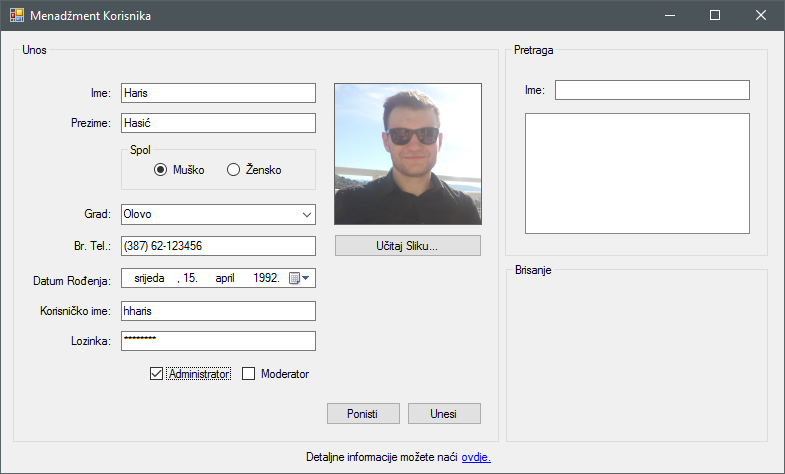 Menadžment Korisnika
Unos
Ime: Haris
Prezime: Hasić
Spol
Muško Žensko
Grad: Olovo
Br. Tel.: (387) 62-123456
Datum Rođenja: srijeda , 15. april 1992.
Korisničko ime: hharis
Lozinka: ********
Administrator Moderator
Učitaj Sliku...
Ponisti Unesi
Pretraga
Ime:
Brisanje
Detaljne informacije možete naći ovdje.